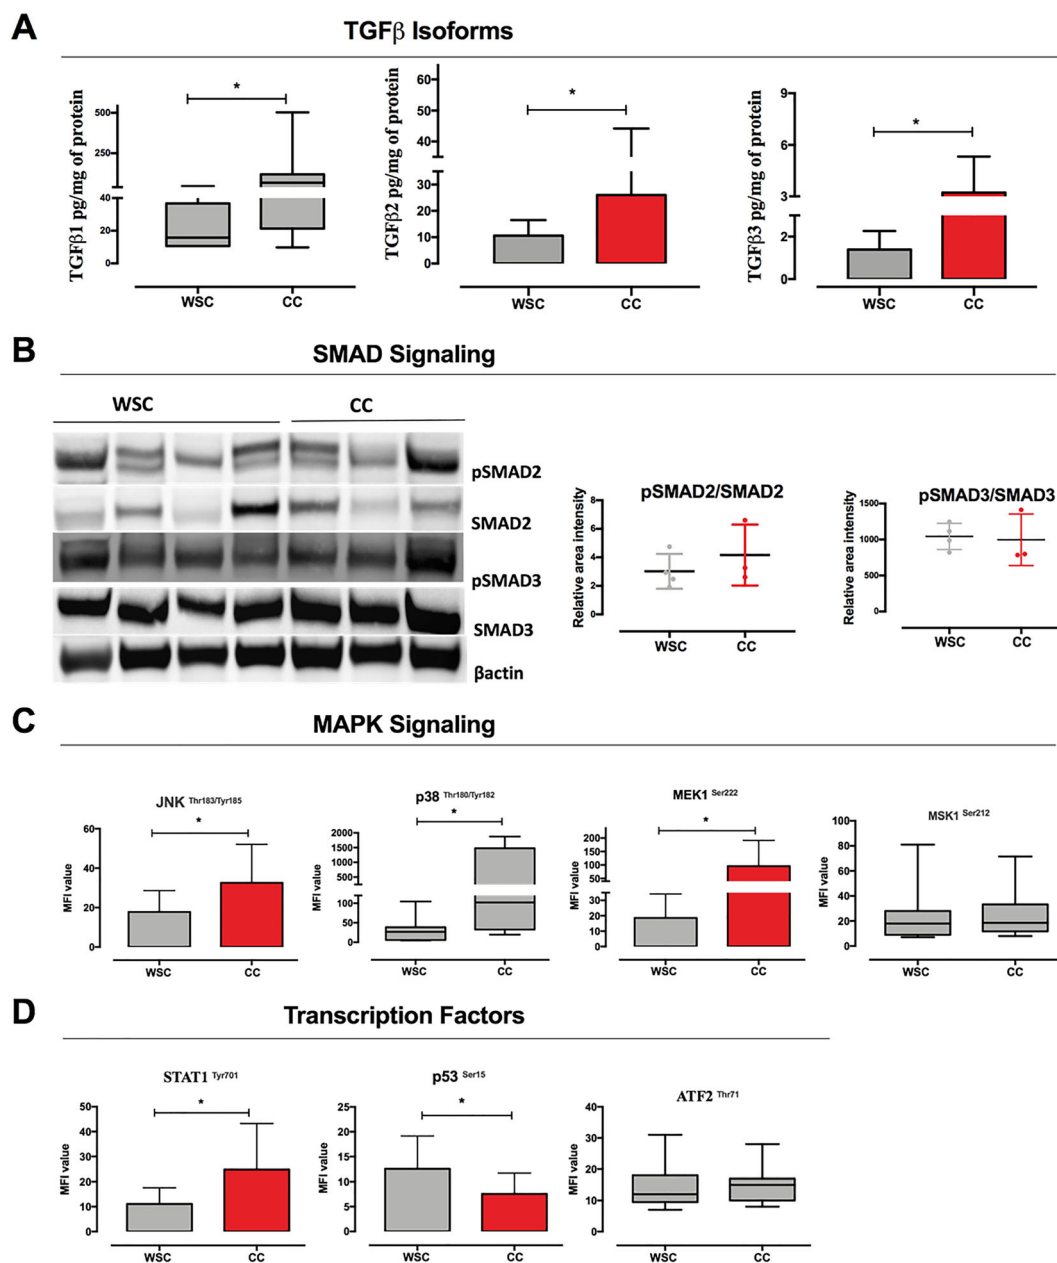 A
TGFβ Isoforms
TGFβ1 pg/mg of protein
500
250
40
20
0
*
WSC
CC
TGFβ2 pg/mg of protein
60
50
40
30
20
10
0
*
WSC
CC
TGFβ3 pg/mg of protein
9
6
3
2
0
*
WSC
CC
B
SMAD Signaling
WSC
CC
pSMAD2
SMAD2
pSMAD3
SMAD3
βactin
pSMAD2/SMAD2
Relative area intensity
8
6
4
2
0
WSC
CC
pSMAD3/SMAD3
Relative area intensity
1500
1000
500
0
WSC
CC
C
MAPK Signaling
JNK Thr183/Tyr185
MFI value
60
40
20
0
*
WSC
CC
p38 Thr180/Tyr182
MFI value
2000
1500
1000
500
100
50
0
*
WSC
CC
MEK1 Ser222
MFI value
200
150
100
50
30
20
10
0
*
WSC
CC
MSK1 Ser212
MFI value
100
80
60
40
20
0
WSC
CC
D
Transcription Factors
STAT1 Tyr701
MFI value
50
40
30
20
10
0
*
WSC
CC
p53 Ser15
MFI value
25
20
15
10
5
0
*
WSC
CC
ATF2 Thr71
MFI value
40
30
20
10
0
WSC
CC